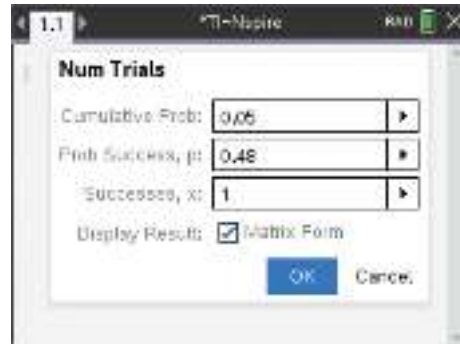 1.1 *TI-Nspire RAD
Num Trials
Cumulative Prob: 0.05
Prob Success, p: 0.48
Successes, x: 1
Display Result: Matrix Form
OK Cancel